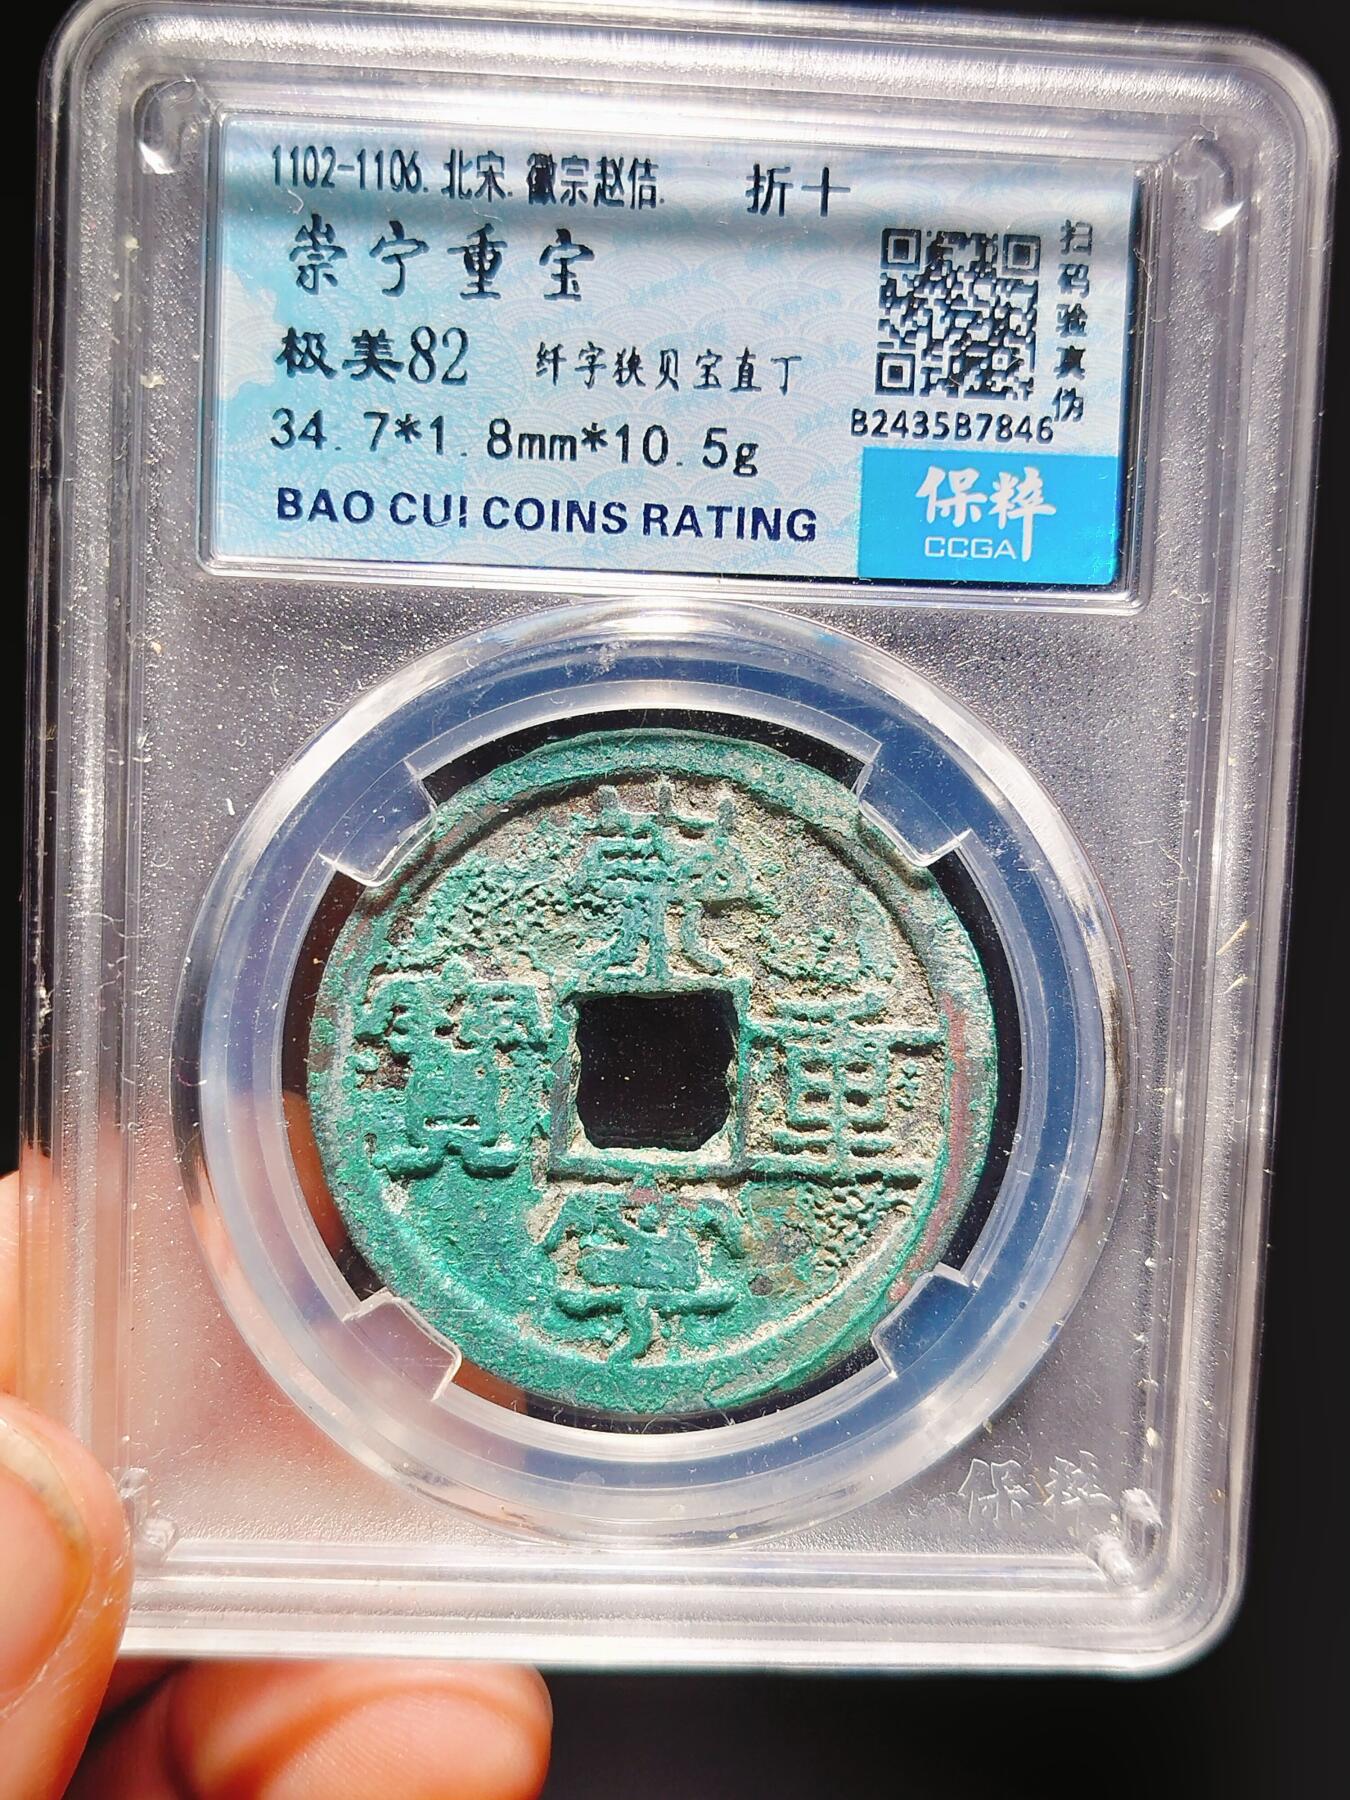 1102-1106. 北宋. 徽宗赵佶. 折十
崇宁重宝
极美82 纤字狭贝宝直丁
34.7*1.8mm*10.5g
BAO CUI COINS RATING
扫码验真伪
B2435B7846
保粹
CCGA
崇
寶 重
寧
保粹